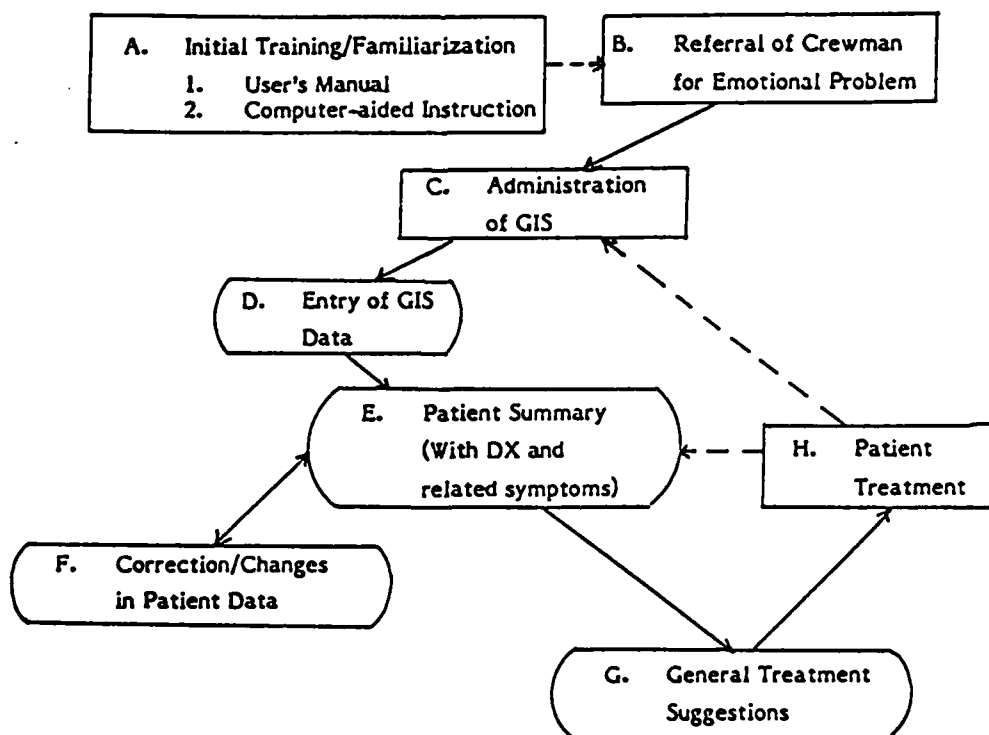 A. Initial Training/Familiarization
1. User's Manual
2. Computer-aided Instruction
B. Referral of Crewman
for Emotional Problem
C. Administration
of GIS
D. Entry of GIS
Data
E. Patient Summary
(With DX and
related symptoms)
H. Patient
Treatment
F. Correction/Changes
in Patient Data
G. General Treatment
Suggestions